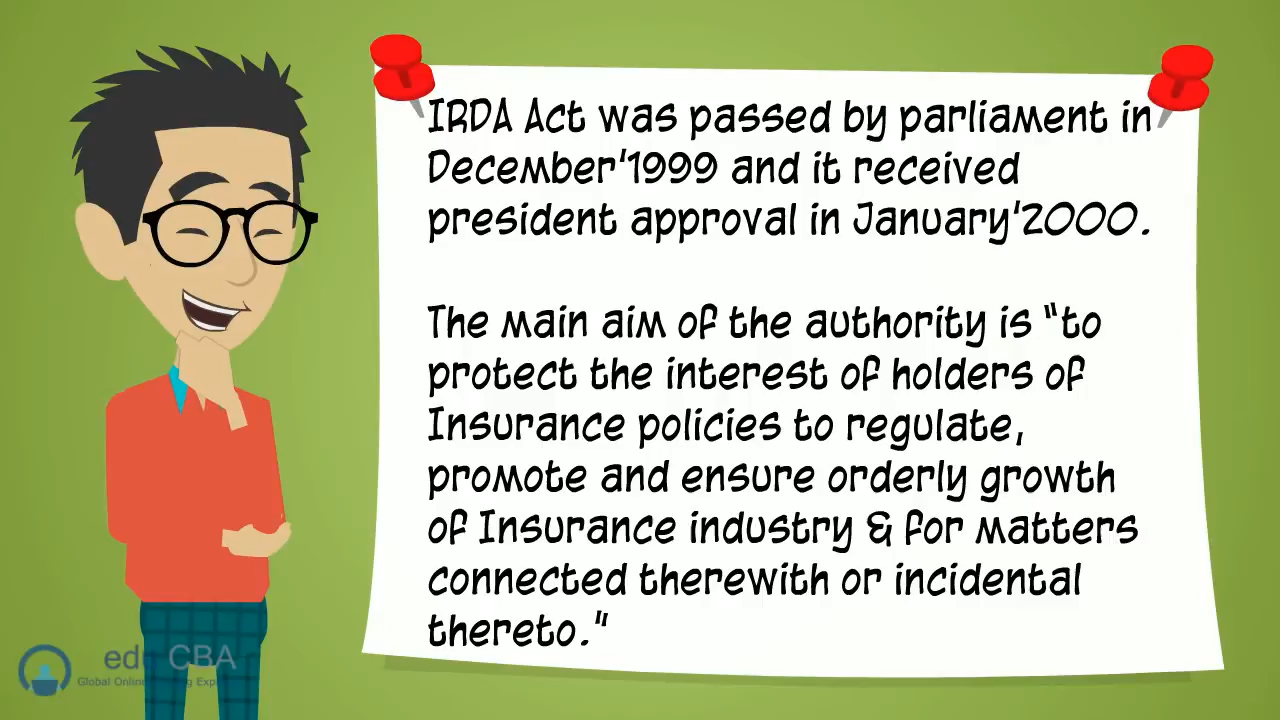 IRDA Act was passed by parliament in
December'1999 and it received
president approval in January'2000.
The main aim of the authority is "to
protect the interest of holders of
Insurance policies to regulate,
promote and ensure orderly growth
of Insurance industry & for matters
connected therewith or incidental
thereto."
CBA
Global